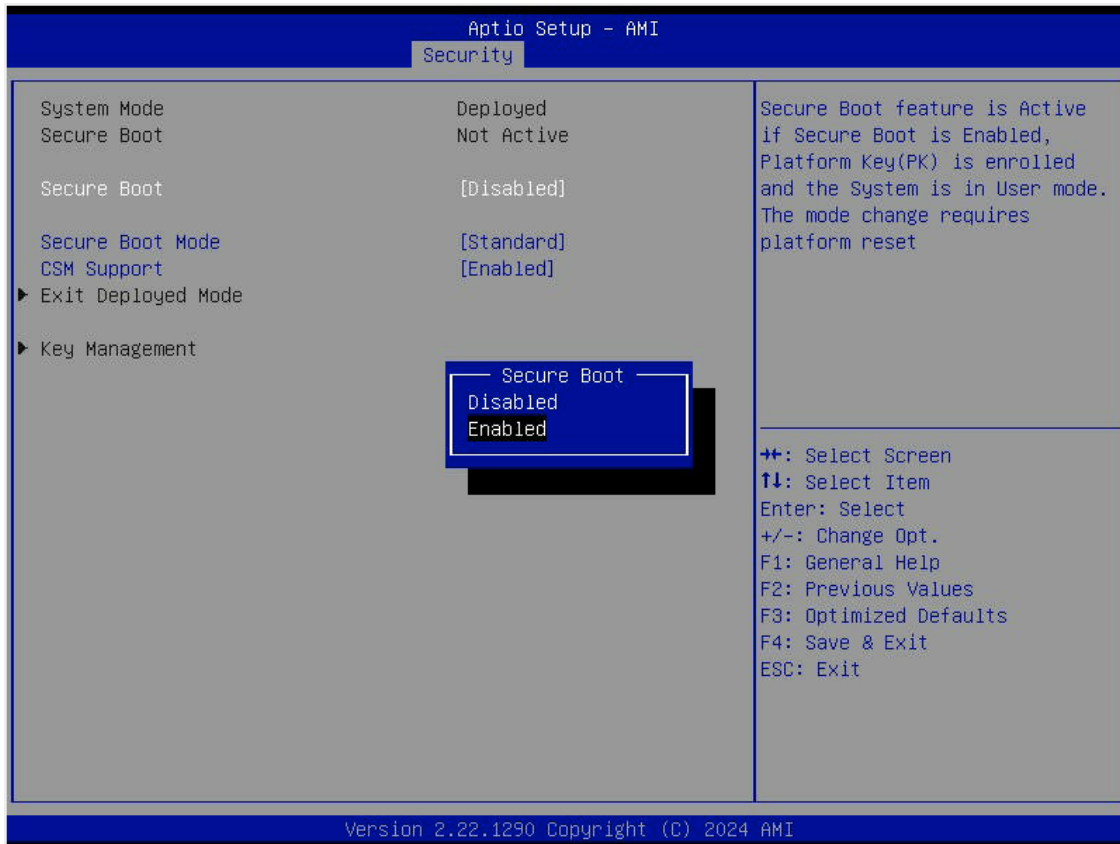 Aptio Setup – AMI
Security
System Mode Deployed
Secure Boot Not Active
Secure Boot [Disabled]
Secure Boot Mode [Standard]
CSM Support [Enabled]
▶ Exit Deployed Mode
▶ Key Management
Secure Boot
Disabled
Enabled
Secure Boot feature is Active
if Secure Boot is Enabled,
Platform Key(PK) is enrolled
and the System is in User mode.
The mode change requires
platform reset
→←: Select Screen
↑↓: Select Item
Enter: Select
+/-: Change Opt.
F1: General Help
F2: Previous Values
F3: Optimized Defaults
F4: Save & Exit
ESC: Exit
Version 2.22.1290 Copyright (C) 2024 AMI